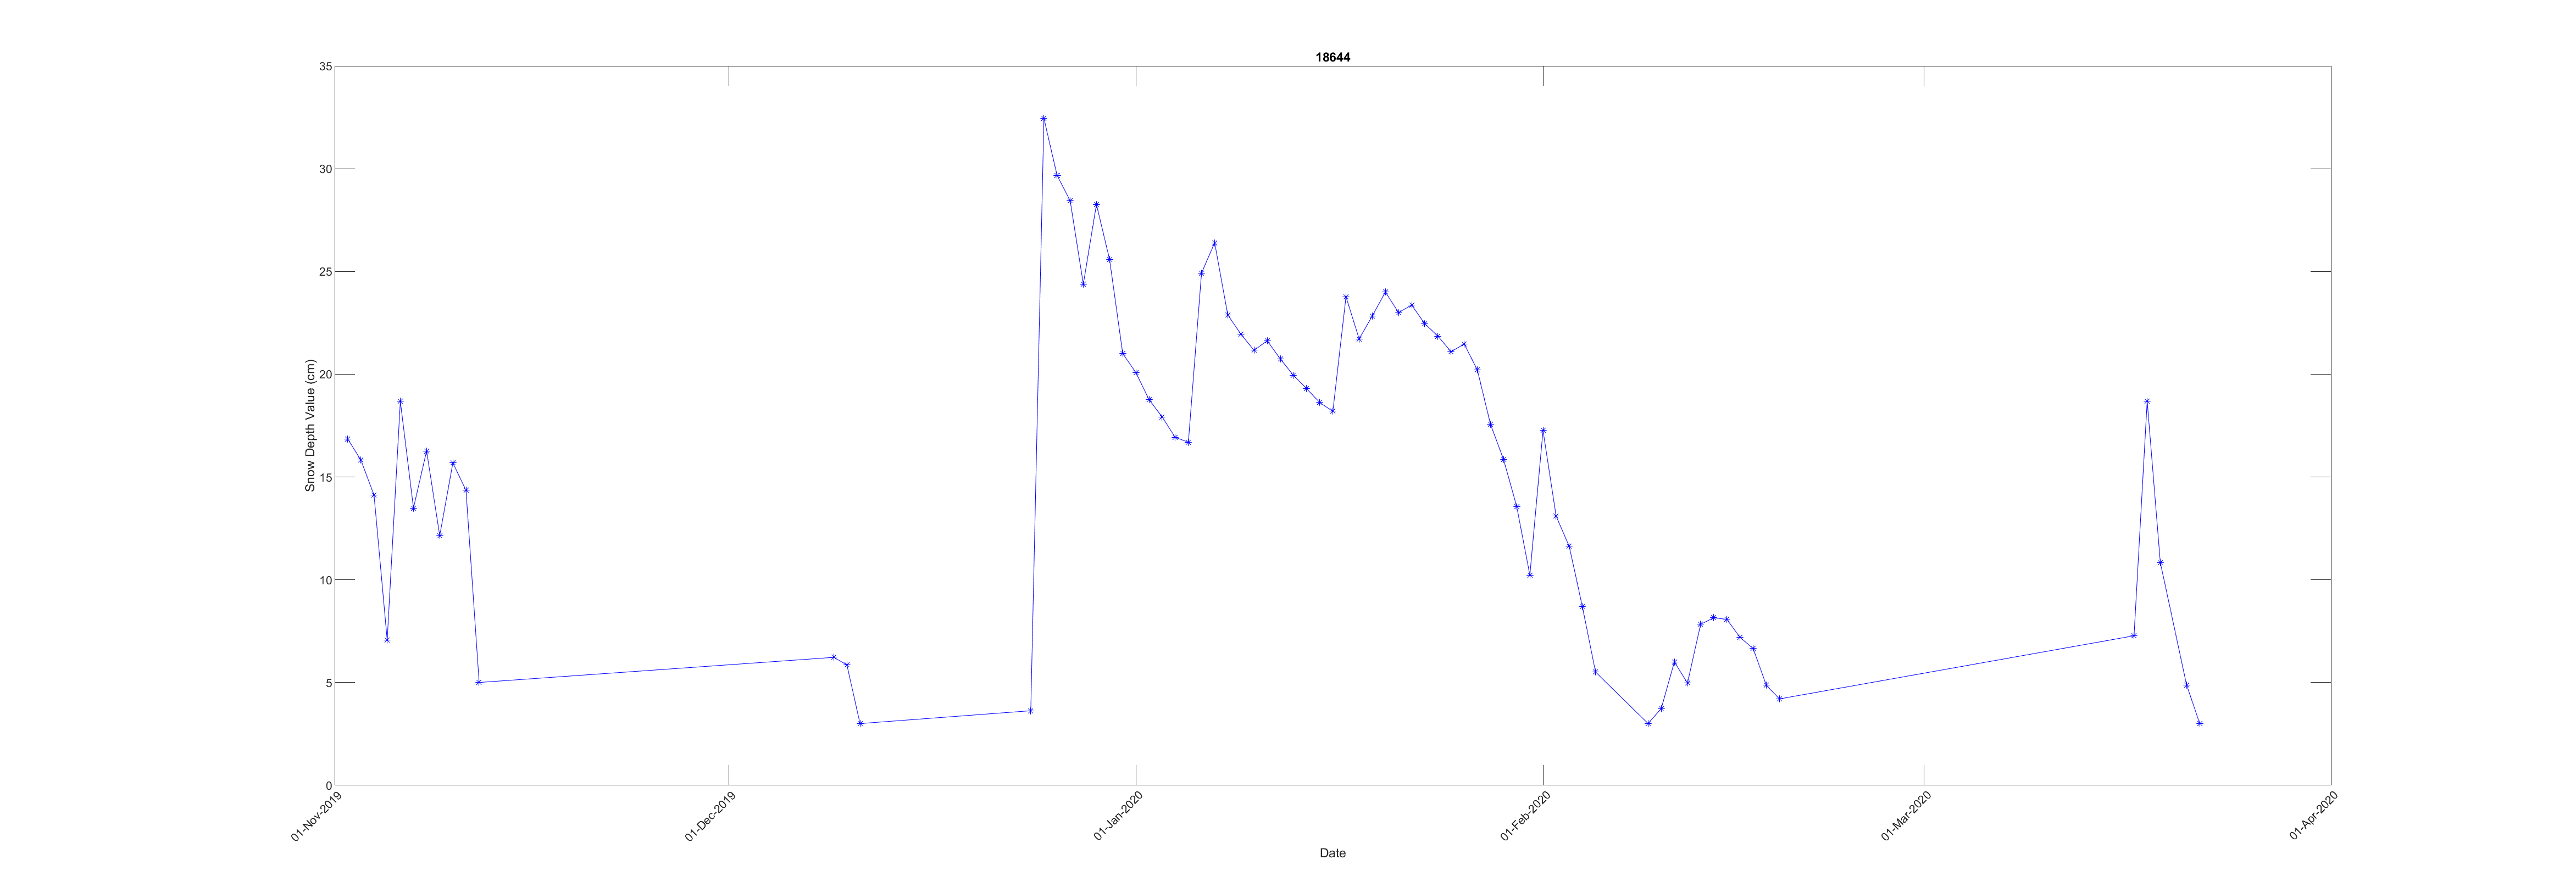 18644
Snow Depth Value (cm)
35
30
25
20
15
10
5
0
01-Nov-2019
01-Dec-2019
01-Jan-2020
01-Feb-2020
01-Mar-2020
01-Apr-2020
Date